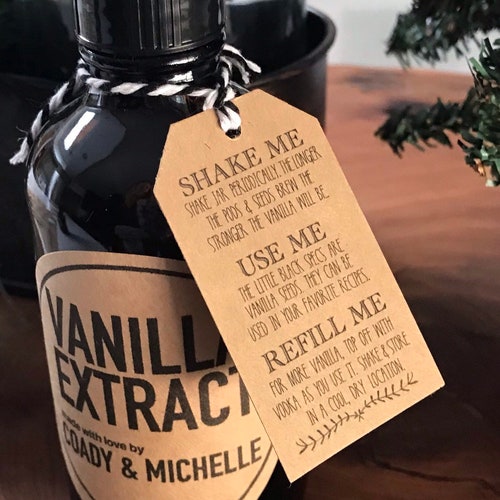 VANILLA
EXTRACT
made with love by
COADY & MICHELLE
SHAKE ME
SHAKE JAR PERIODICALLY. THE LONGER
THE PODS & SEEDS BREW THE
STRONGER THE VANILLA WILL BE.
USE ME
THE LITTLE BLACK SPECS ARE
VANILLA SEEDS. THEY CAN BE
USED IN YOUR FAVORITE RECIPES.
REFILL ME
FOR MORE VANILLA, TOP OFF WITH
VODKA AS YOU USE IT. SHAKE & STORE
IN A COOL, DRY LOCATION.